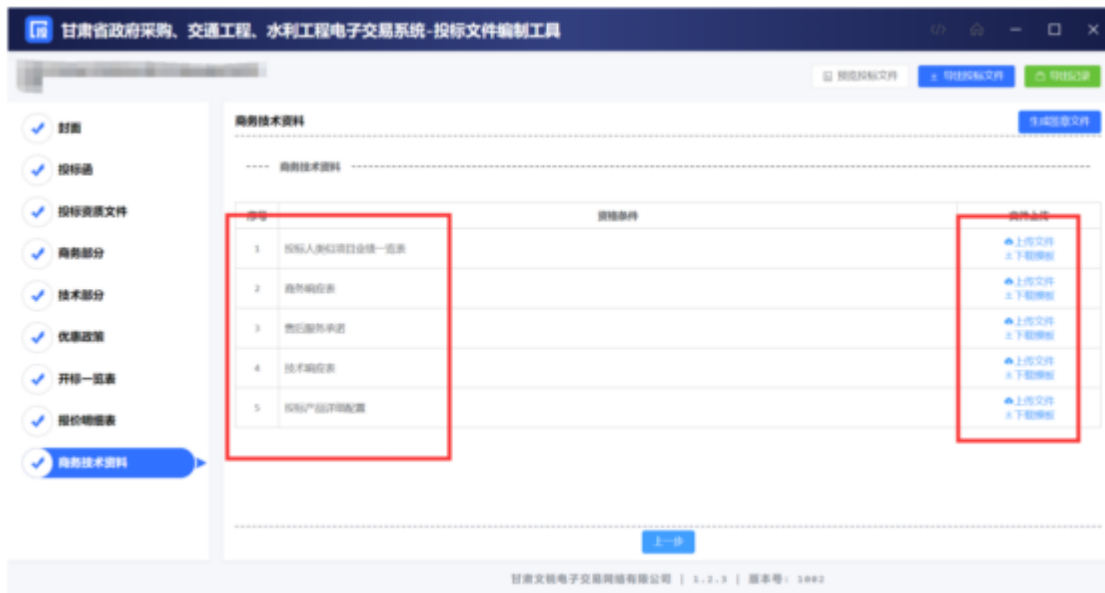 甘肃省政府采购、交通工程、水利工程电子交易系统-投标文件编制工具
预览投标文件 导出投标文件 导出记录
封面
投标函
投标资质文件
商务部分
技术部分
优惠政策
开标一览表
报价明细表
商务技术资料
商务技术资料 生成签章文件
商务技术资料
序号 资格条件 文件上传
1 投标人类似项目业绩一览表 上传文件
下载模板
2 商务响应表 上传文件
下载模板
3 售后服务承诺 上传文件
下载模板
4 技术响应表 上传文件
下载模板
5 投标产品详细配置 上传文件
下载模板
上一步
甘肃文锐电子交易网络有限公司 | 1.2.3 | 版本号: 1002